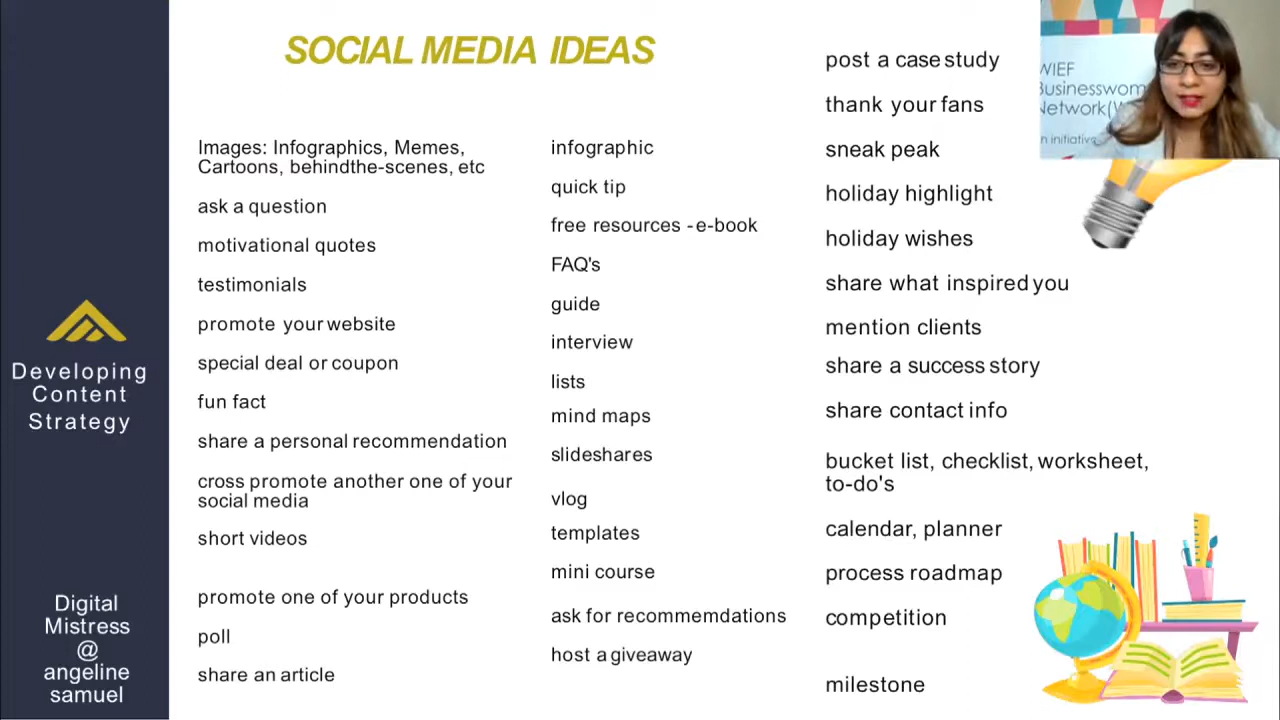 SOCIAL MEDIA IDEAS
Images: Infographics, Memes,
Cartoons, behindthe-scenes, etc
ask a question
motivational quotes
testimonials
promote your website
special deal or coupon
fun fact
share a personal recommendation
cross promote another one of your
social media
short videos
promote one of your products
poll
share an article
infographic
quick tip
free resources - e-book
FAQ's
guide
interview
lists
mind maps
slideshares
vlog
templates
mini course
ask for recommemdations
host a giveaway
post a case study
thank your fans
sneak peak
holiday highlight
holiday wishes
share what inspired you
mention clients
share a success story
share contact info
bucket list, checklist, worksheet,
to-do's
calendar, planner
process roadmap
competition
milestone
Developing
Content
Strategy
Digital
Mistress
@
angeline
samuel
WIEF
Businesswom
Network(W
n initiative